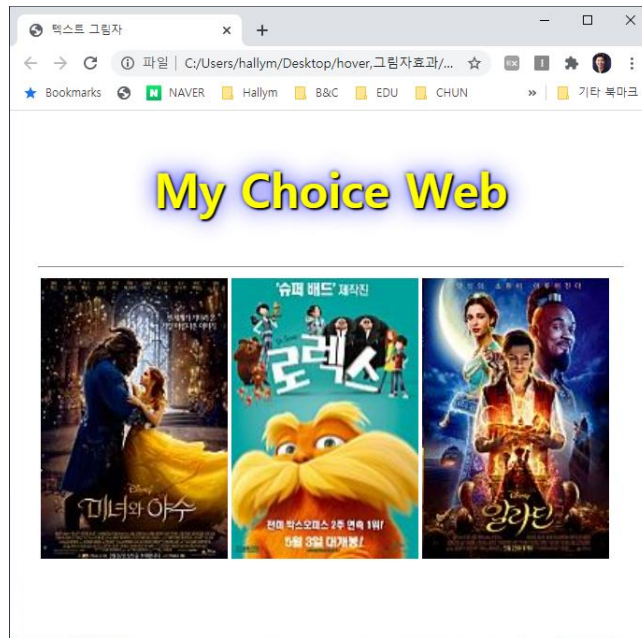 텍스트 그림자
파일 | C:/Users/hallym/Desktop/hover,그림자효과/...
Bookmarks NAVER Hallym B&C EDU CHUN » 기타 북마크
My Choice Web
'슈퍼 배드' 제작진
로렉스
전미 박스오피스 2주 연속 1위!
5월 3일 대개봉!
Disney
미녀와 야수
Disney
알라딘